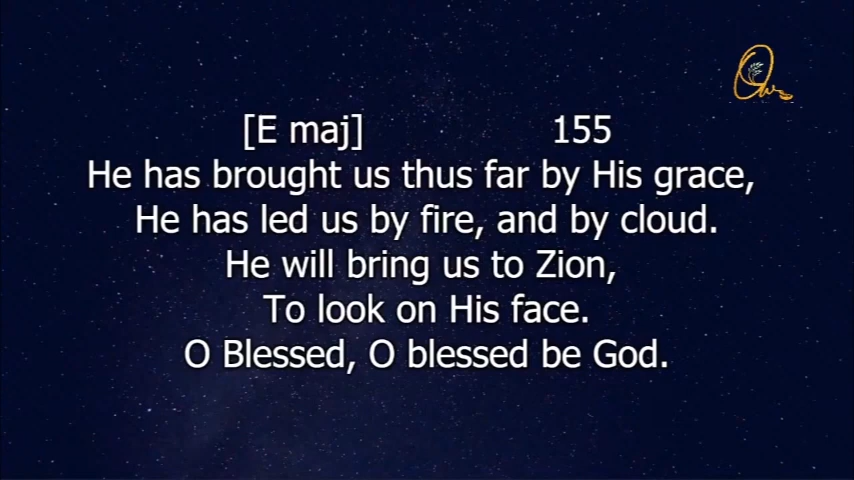 [E maj] 155
He has brought us thus far by His grace,
He has led us by fire, and by cloud.
He will bring us to Zion,
To look on His face.
O Blessed, O blessed be God.